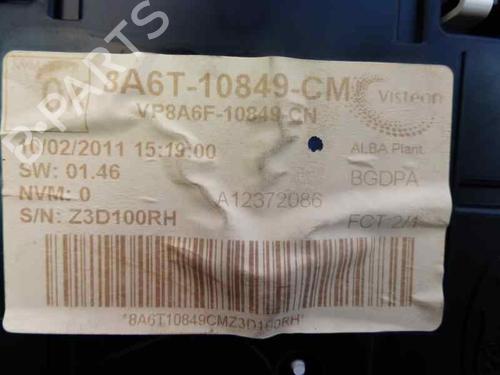 8A6T-10849-CM
VP8A6F-10849-CN
Visteon
10/02/2011 15:19:00
ALBA Plant.
SW: 01.46
BGDPA
NVM: 0
A12372086
S/N: Z3D100RH
FCT 2/1
*8A6T10849CMZ3D100RH*
B-PARTS